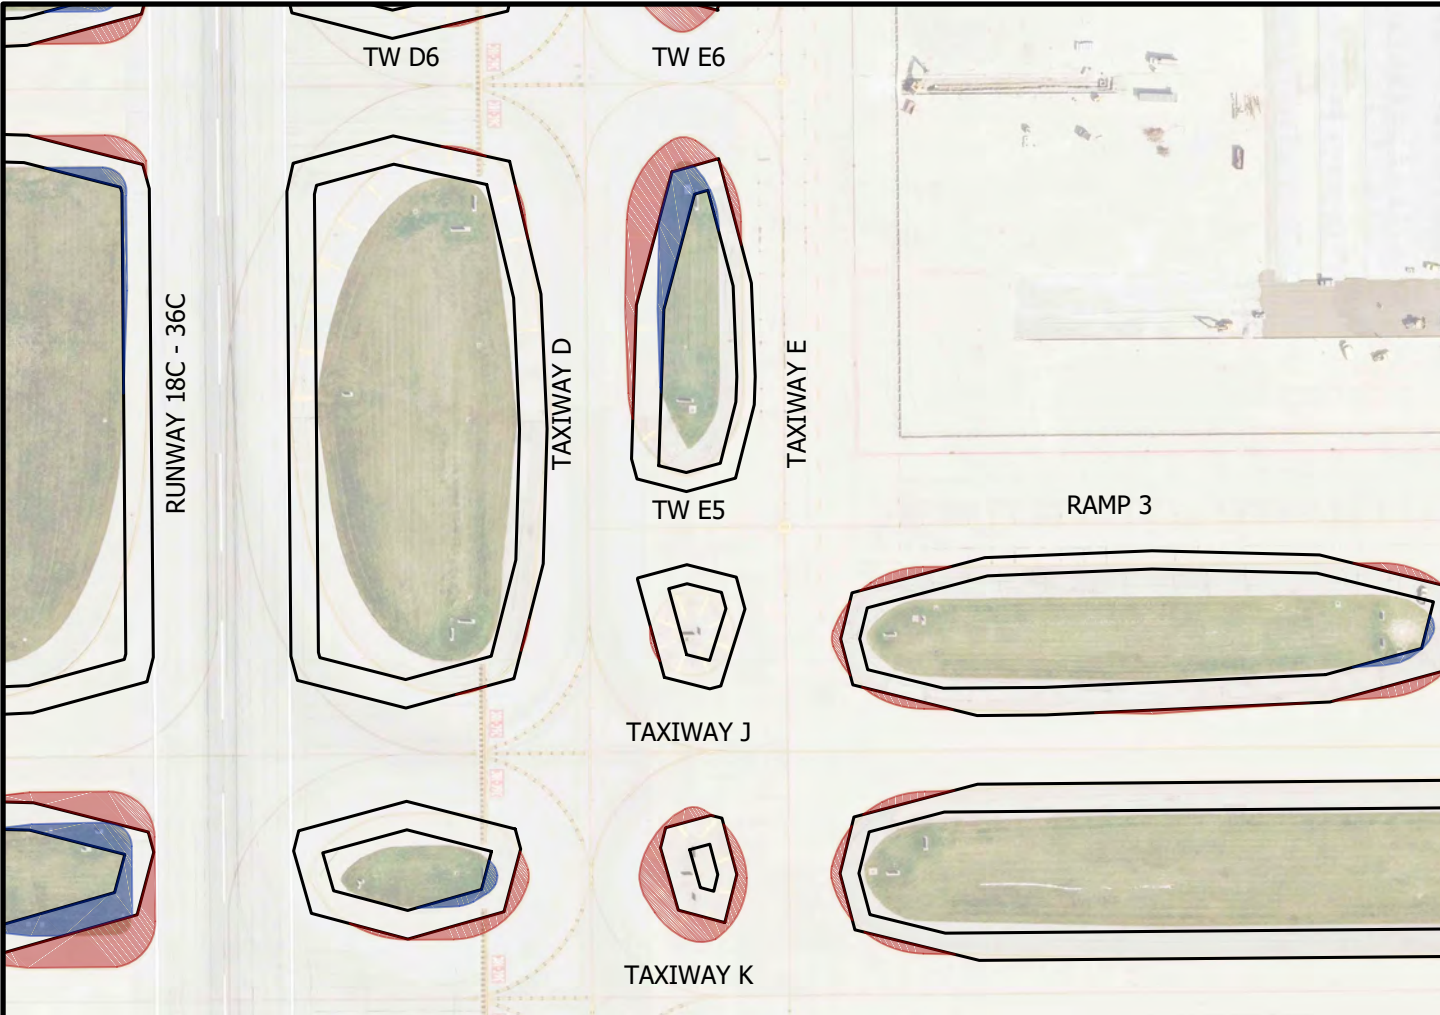 TW D6
TW E6
RUNWAY 18C - 36C
TAXIWAY D
TAXIWAY E
TW E5
RAMP 3
TAXIWAY J
TAXIWAY K